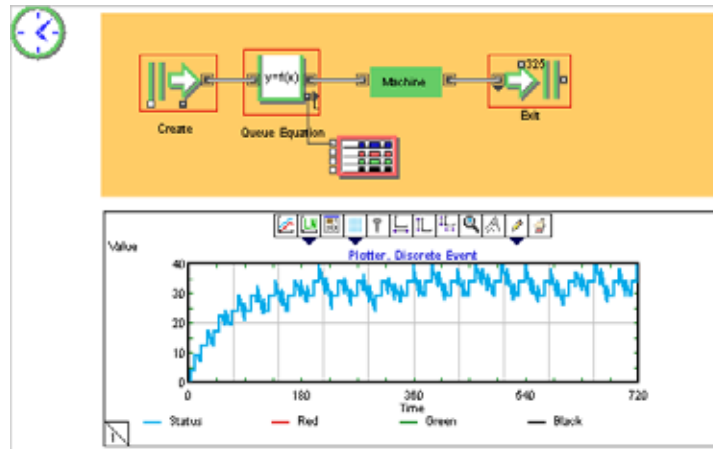 y=f(x)
325
Machine
Create
Queue Equation
Exit
Value
Plotter, Discrete Event
40
30
20
10
0
0 180 360 540 720
Time
Status Red Green Black